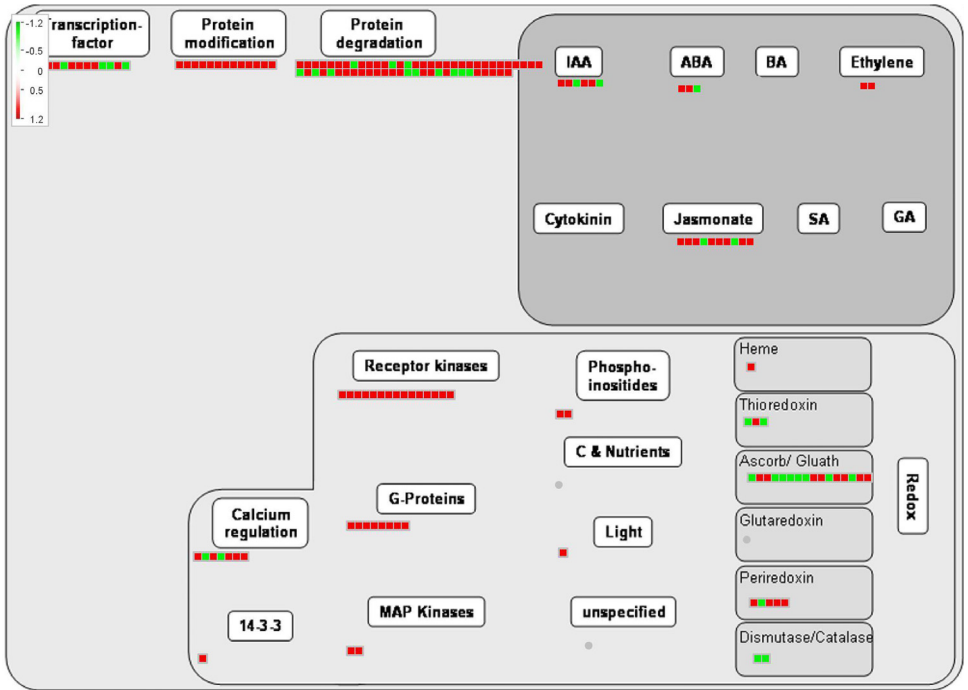 -1.2
-0.5
0
0.5
1.2
Transcription-
factor
Protein
modification
Protein
degradation
IAA
ABA
BA
Ethylene
Cytokinin
Jasmonate
SA
GA
Receptor kinases
Phospho-
inositides
C & Nutrients
G-Proteins
Light
Calcium
regulation
MAP Kinases
unspecified
14-3-3
Heme
Thioredoxin
Ascorb/ Gluath
Glutaredoxin
Periredoxin
Dismutase/Catalase
Redox